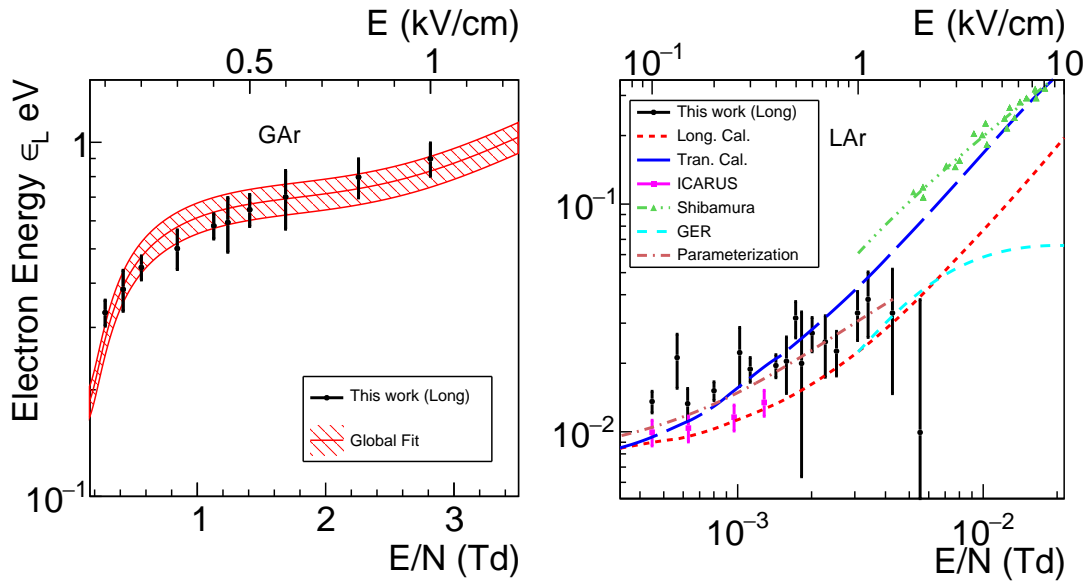 E (kV/cm)
0.5
1
Electron Energy ϵ_L eV
1
10⁻¹
GAr
This work (Long)
Global Fit
1
2
3
E/N (Td)
E (kV/cm)
10⁻¹
1
10
LAr
This work (Long)
Long. Cal.
Tran. Cal.
ICARUS
Shibamura
GER
Parameterization
10⁻¹
10⁻²
10⁻³
10⁻²
E/N (Td)